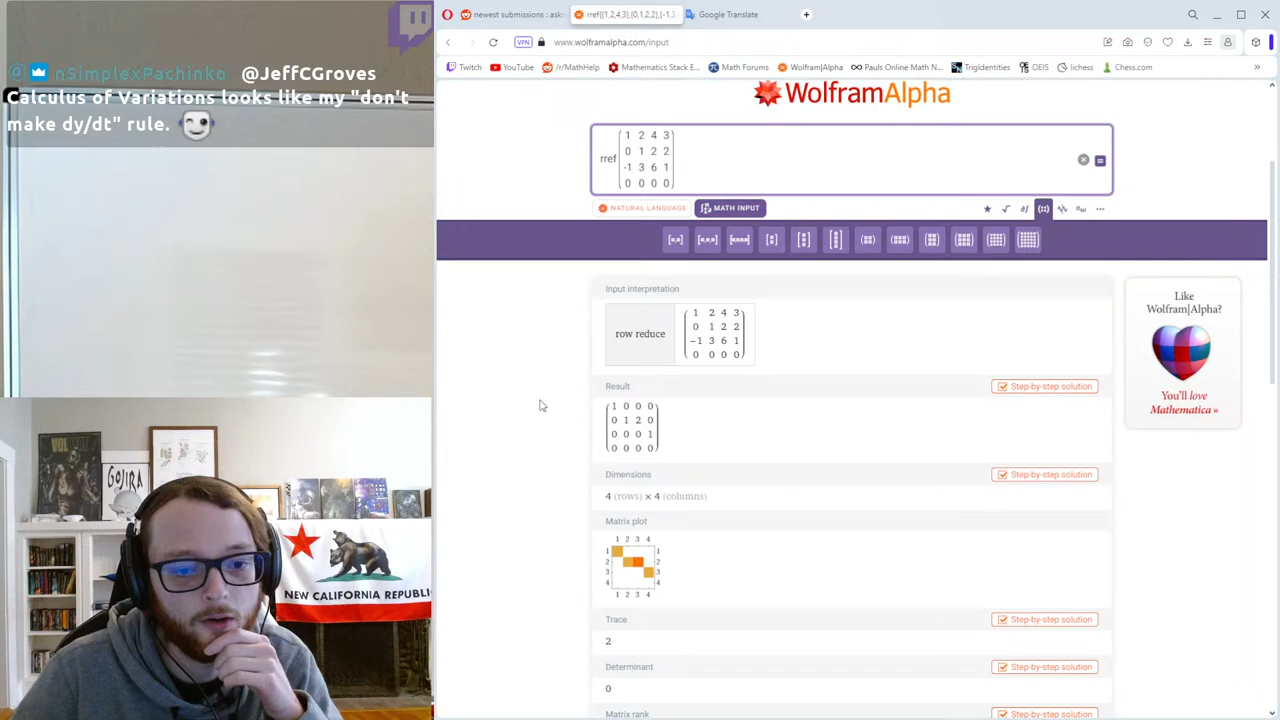 nSimplexPachinko @JeffCGroves
Calculus of Variations looks like my "don't
make dy/dt" rule.
VOLBEAT
GOJIRA
NEW CALIFORNIA REPUBLI
newest submissions : ask
rref{{1,2,4,3},{0,1,2,2},{-1,3
Google Translate
VPN
www.wolframalpha.com/input
Twitch
YouTube
/r/MathHelp
Mathematics Stack E...
Math Forums
Wolfram|Alpha
Pauls Online Math N...
TrigIdentities
OEIS
lichess
Chess.com
WolframAlpha
rref
1 2 4 3
0 1 2 2
-1 3 6 1
0 0 0 0
NATURAL LANGUAGE
MATH INPUT
Input interpretation
row reduce
1 2 4 3
0 1 2 2
−1 3 6 1
0 0 0 0
Result
Step-by-step solution
1 0 0 0
0 1 2 0
0 0 0 1
0 0 0 0
Dimensions
Step-by-step solution
4 (rows) × 4 (columns)
Matrix plot
1 2 3 4
1 1
2 2
3 3
4 4
1 2 3 4
Trace
Step-by-step solution
2
Determinant
Step-by-step solution
0
Matrix rank
Step-by-step solution
Like
Wolfram|Alpha?
You'll love
Mathematica »